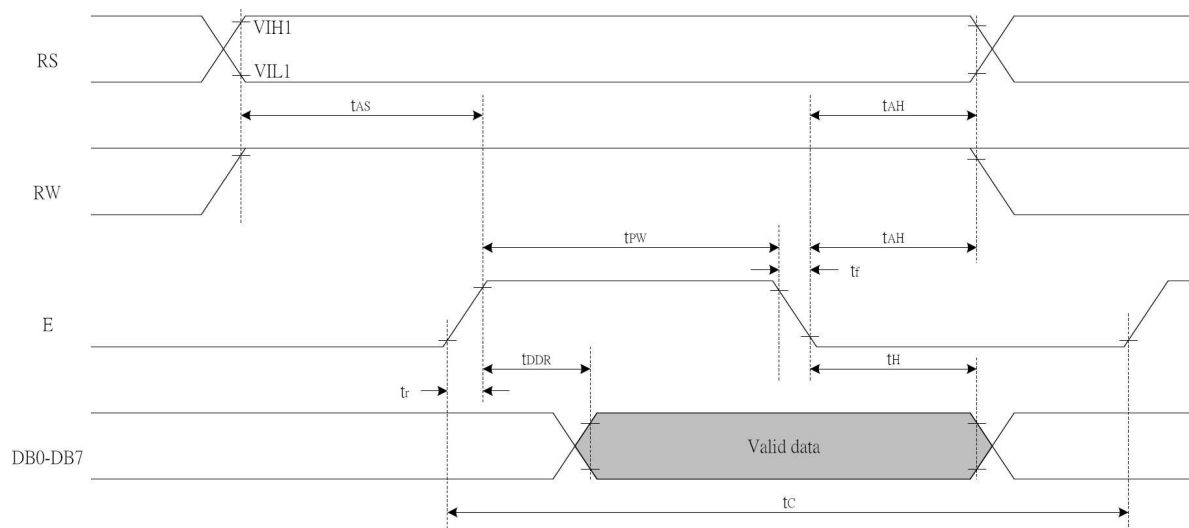 VIH1
RS
VIL1
tAS
tAH
RW
tPW
tAH
tf
E
tDDR
tH
tr
Valid data
DB0-DB7
tC